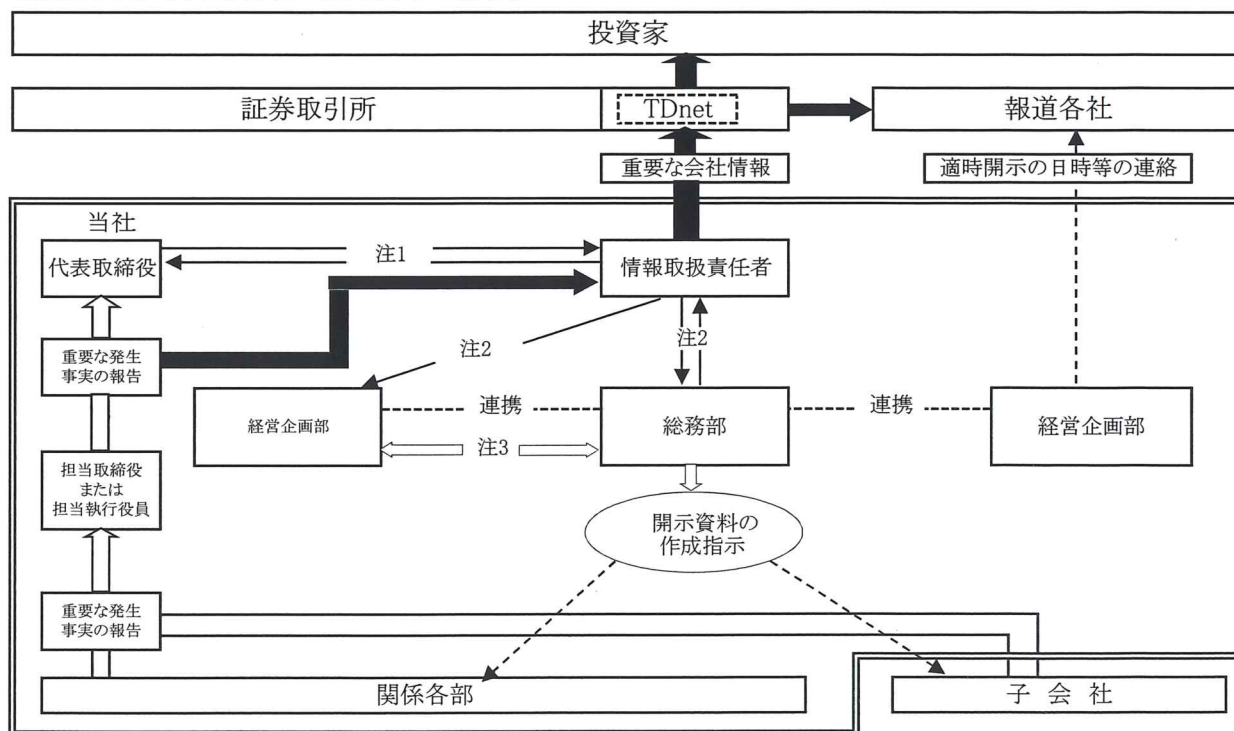 投資家
証券取引所
TDnet
報道各社
重要な会社情報
適時開示の日時等の連絡
当社
代表取締役
注1
情報取扱責任者
重要な発生
事実の報告
注2
注2
経営企画部
連携
総務部
連携
経営企画部
注3
担当取締役
または
担当執行役員
開示資料の
作成指示
重要な発生
事実の報告
関係各部
子 会 社